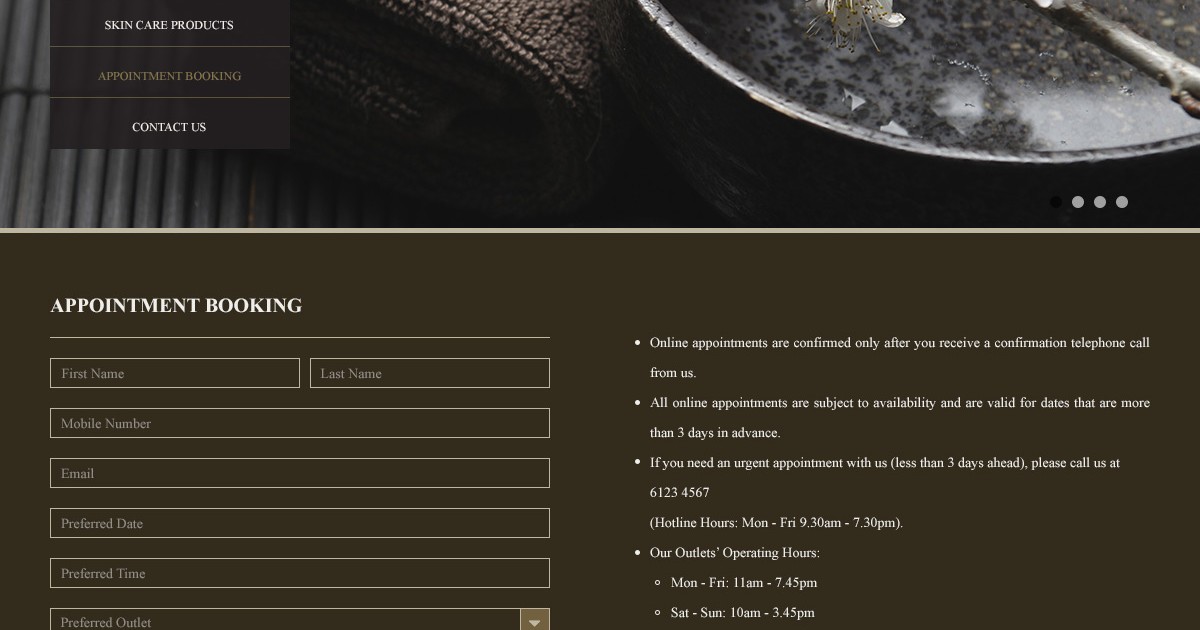 SKIN CARE PRODUCTS
APPOINTMENT BOOKING
CONTACT US
APPOINTMENT BOOKING
First Name
Last Name
Mobile Number
Email
Preferred Date
Preferred Time
Preferred Outlet
Online appointments are confirmed only after you receive a confirmation telephone call
from us.
All online appointments are subject to availability and are valid for dates that are more
than 3 days in advance.
If you need an urgent appointment with us (less than 3 days ahead), please call us at
6123 4567
(Hotline Hours: Mon - Fri 9.30am - 7.30pm).
Our Outlets’ Operating Hours:
Mon - Fri: 11am - 7.45pm
Sat - Sun: 10am - 3.45pm